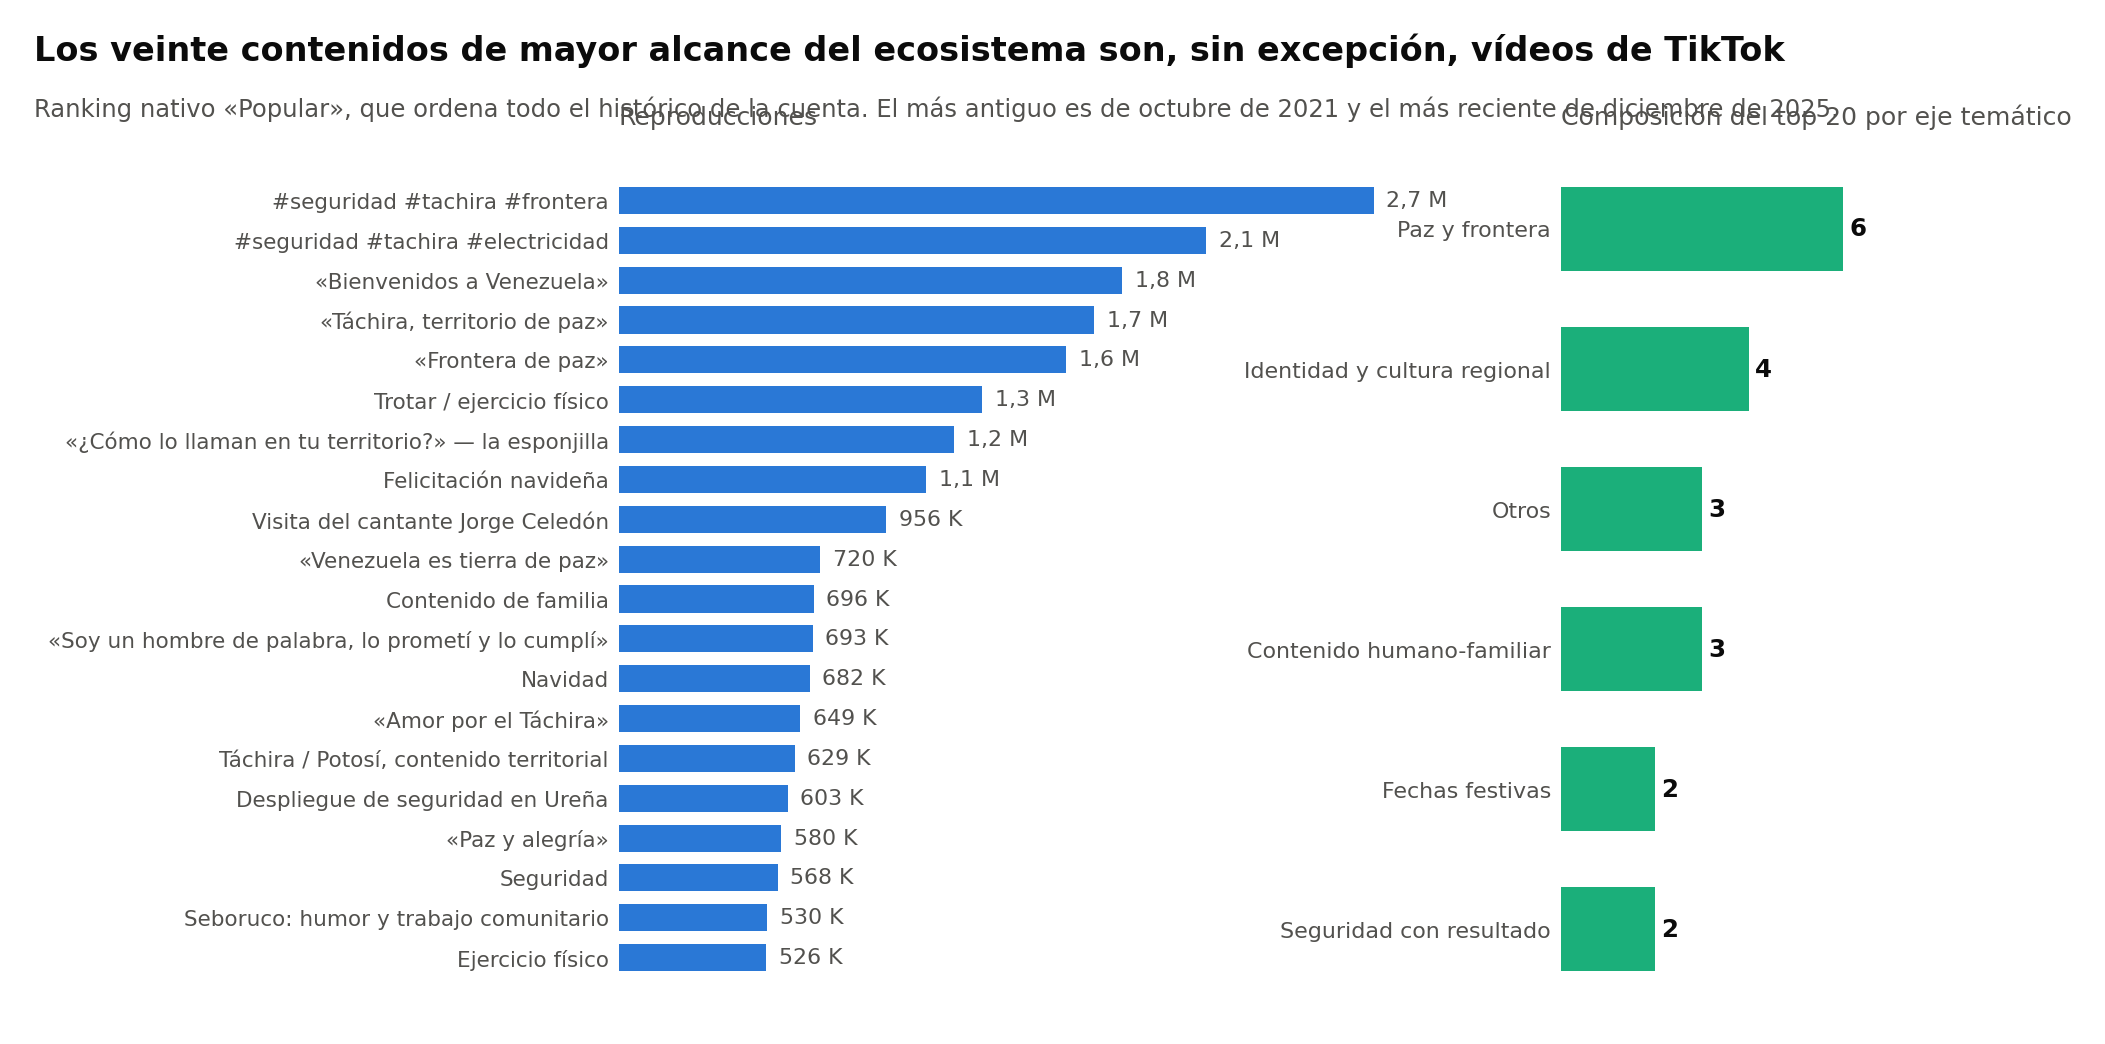 Los veinte contenidos de mayor alcance del ecosistema son, sin excepción, vídeos de TikTok
Ranking nativo «Popular», que ordena todo el histórico de la cuenta. El más antiguo es de octubre de 2021 y el más reciente de diciembre de 2025.
Reproducciones
#seguridad #tachira #frontera 2,7 M
#seguridad #tachira #electricidad 2,1 M
«Bienvenidos a Venezuela» 1,8 M
«Táchira, territorio de paz» 1,7 M
«Frontera de paz» 1,6 M
Trotar / ejercicio físico 1,3 M
«¿Cómo lo llaman en tu territorio?» — la esponjilla 1,2 M
Felicitación navideña 1,1 M
Visita del cantante Jorge Celedón 956 K
«Venezuela es tierra de paz» 720 K
Contenido de familia 696 K
«Soy un hombre de palabra, lo prometí y lo cumplí» 693 K
Navidad 682 K
«Amor por el Táchira» 649 K
Táchira / Potosí, contenido territorial 629 K
Despliegue de seguridad en Ureña 603 K
«Paz y alegría» 580 K
Seguridad 568 K
Seboruco: humor y trabajo comunitario 530 K
Ejercicio físico 526 K
Composición del top 20 por eje temático
Paz y frontera 6
Identidad y cultura regional 4
Otros 3
Contenido humano-familiar 3
Fechas festivas 2
Seguridad con resultado 2